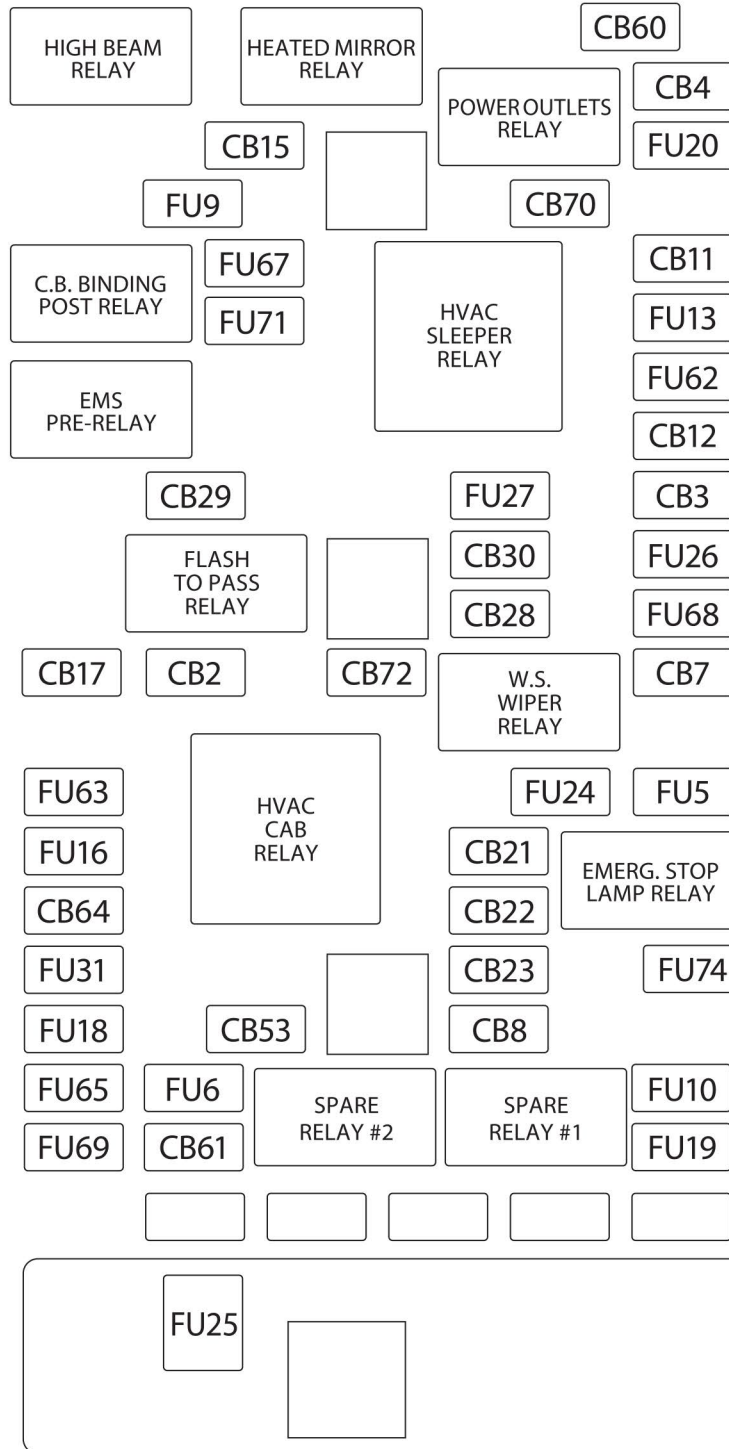 HIGH BEAM
RELAY
HEATED MIRROR
RELAY
CB60
POWER OUTLETS
RELAY
CB4
CB15
FU20
FU9
CB70
C.B. BINDING
POST RELAY
FU67
FU71
HVAC
SLEEPER
RELAY
CB11
FU13
FU62
EMS
PRE-RELAY
CB12
CB29
FU27
CB3
FLASH
TO PASS
RELAY
CB30
FU26
CB28
FU68
CB17
CB2
CB72
W.S.
WIPER
RELAY
CB7
FU63
HVAC
CAB
RELAY
FU24
FU5
FU16
CB21
EMERG. STOP
LAMP RELAY
CB64
CB22
FU31
CB23
FU74
FU18
CB53
CB8
FU65
FU6
SPARE
RELAY #2
SPARE
RELAY #1
FU10
FU69
CB61
FU19
FU25